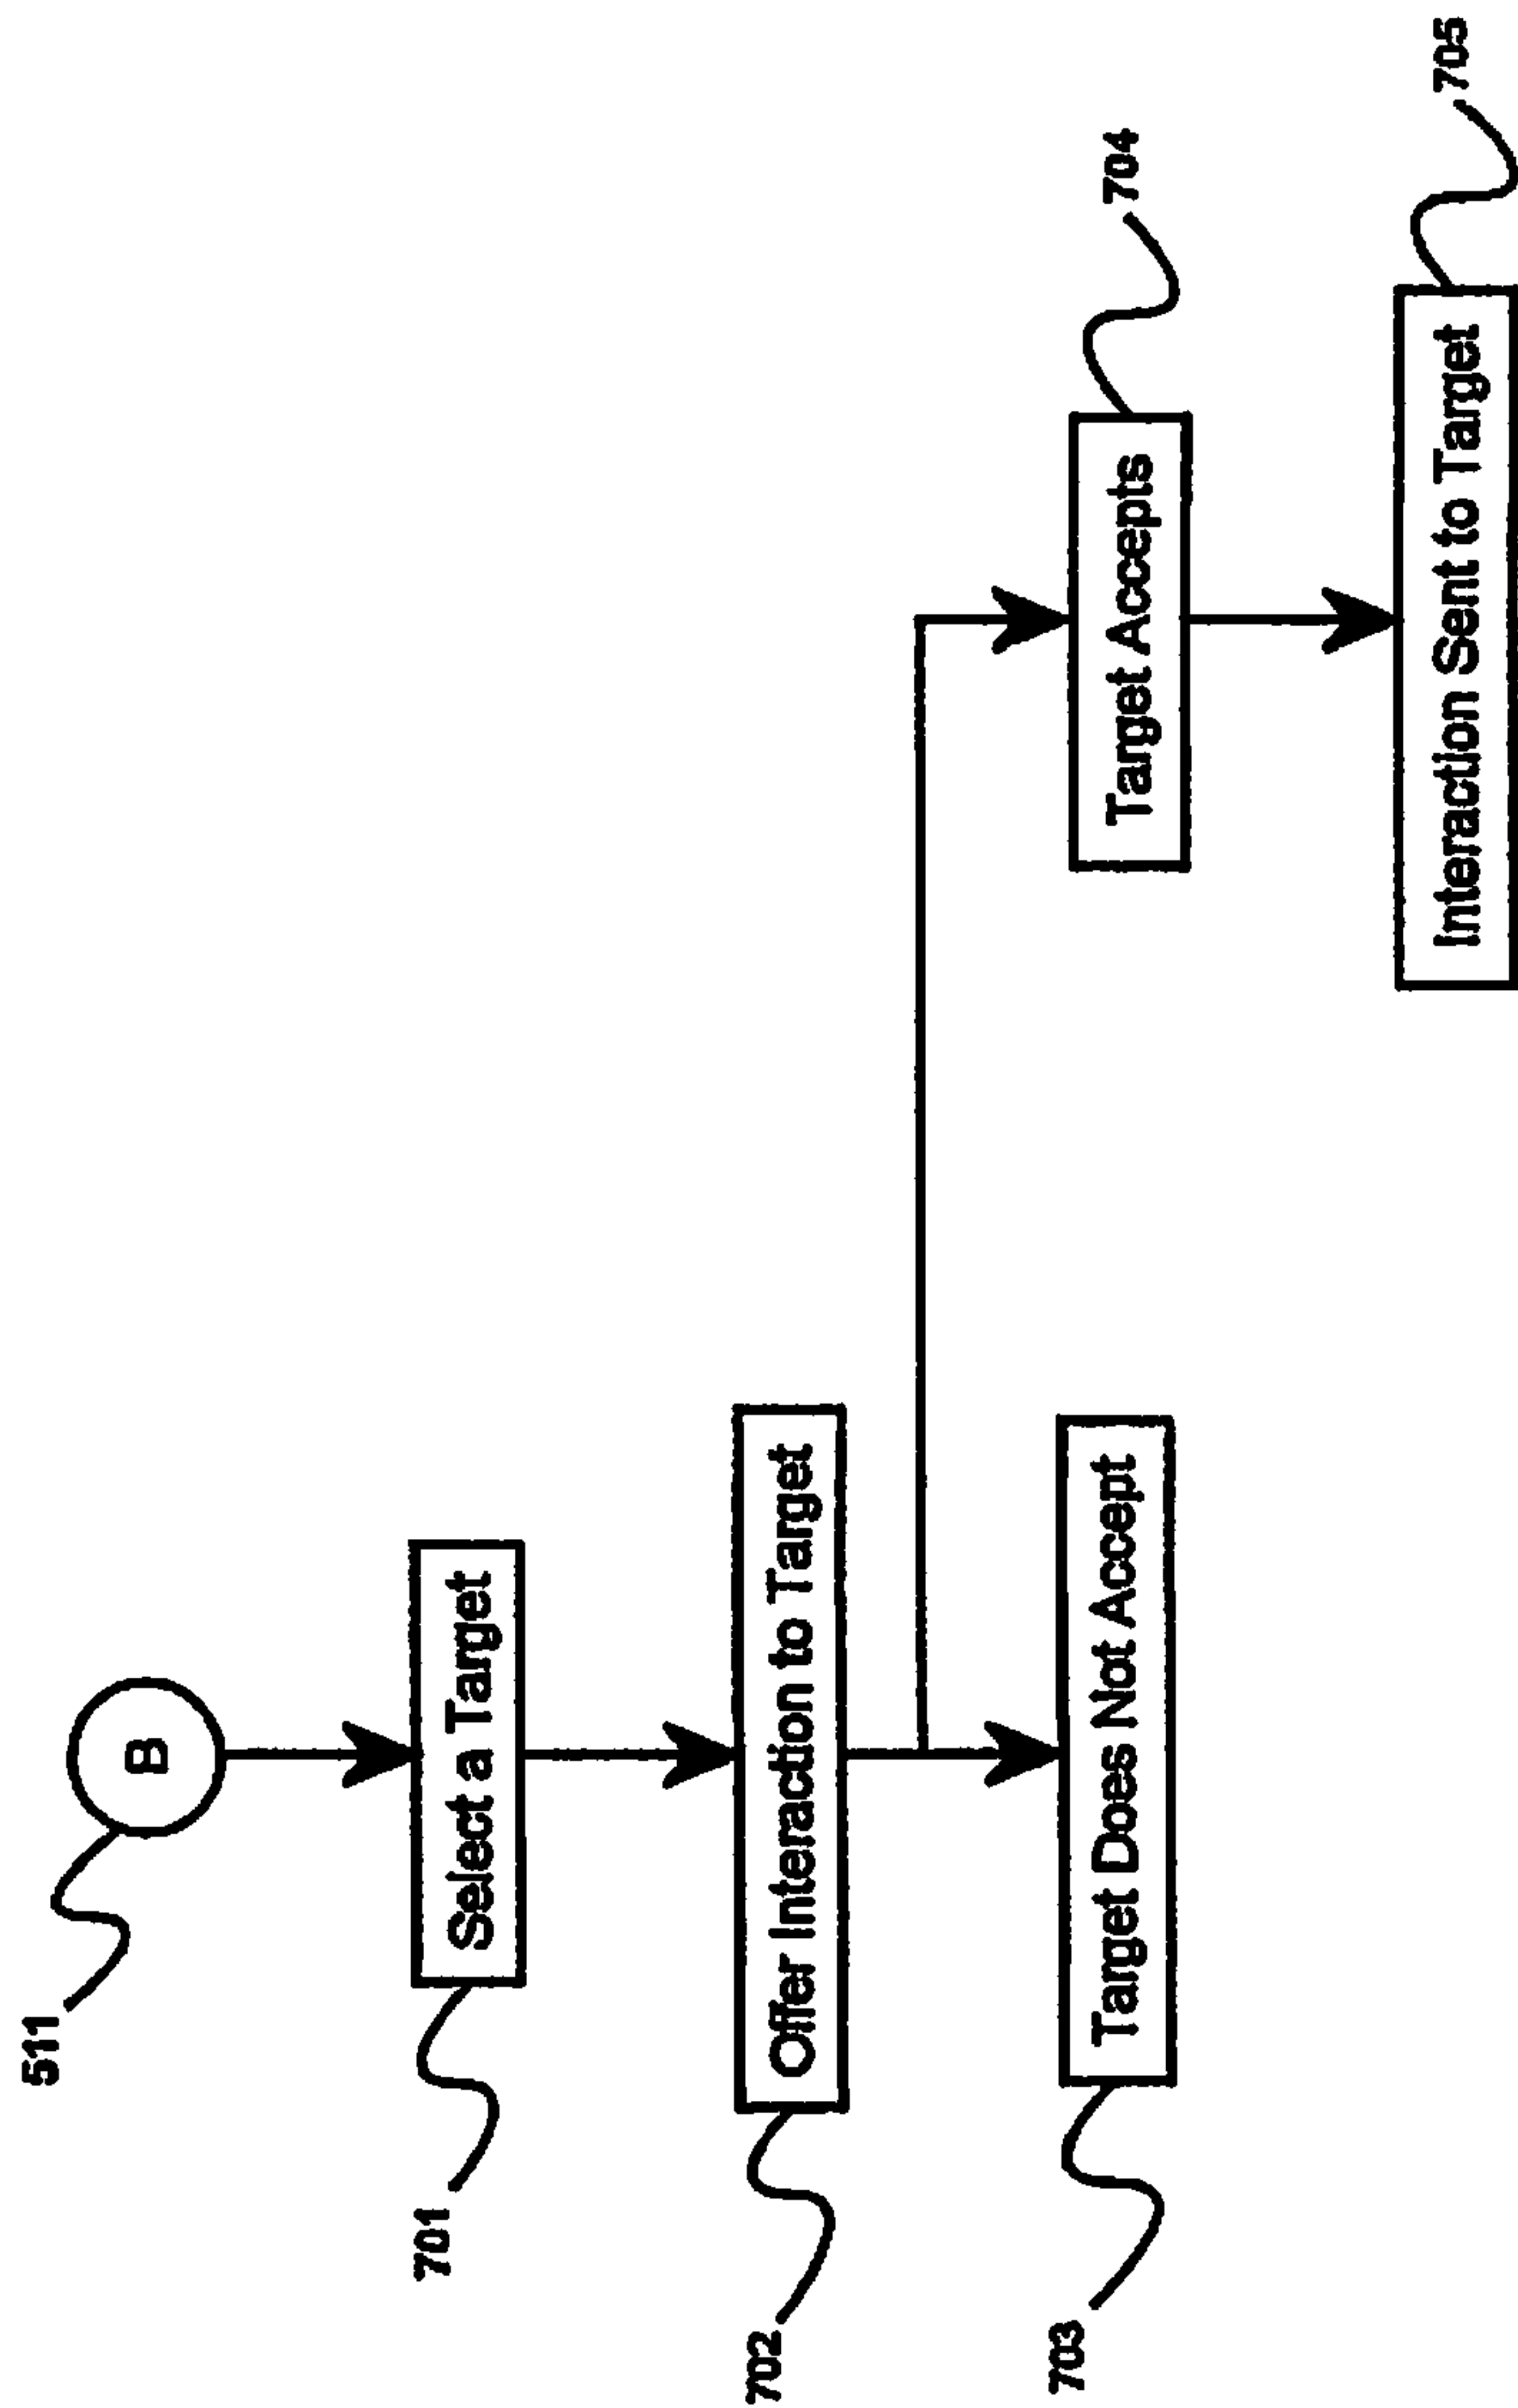 511
B
701
Select a Target
702
Offer Interaction to Target
703
Target Does Not Accept
704
Target Accepts
705
Interaction Sent to Target